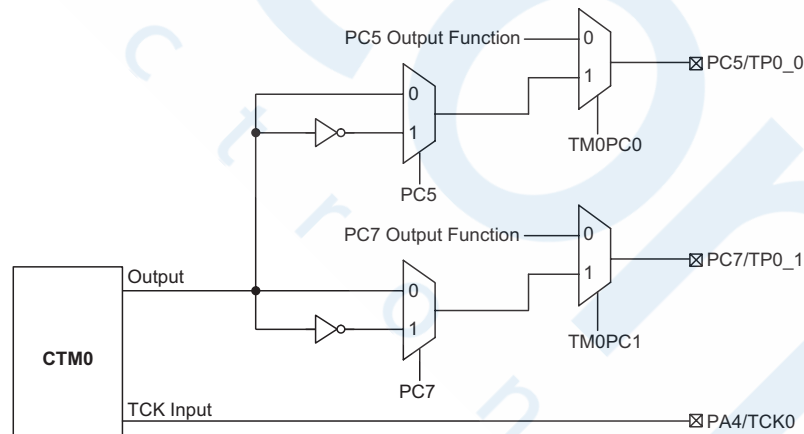 PC5 Output Function
0
1
PC5/TP0_0
TM0PC0
0
1
PC5
PC7 Output Function
0
1
PC7/TP0_1
TM0PC1
Output
0
1
PC7
CTM0
TCK Input
PA4/TCK0